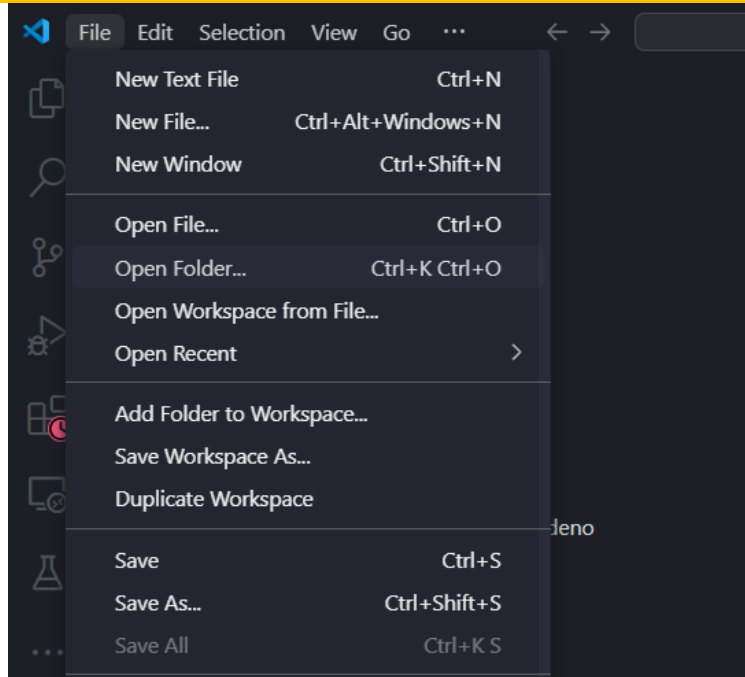 File Edit Selection View Go ...
New Text File Ctrl+N
New File... Ctrl+Alt+Windows+N
New Window Ctrl+Shift+N
Open File... Ctrl+O
Open Folder... Ctrl+K Ctrl+O
Open Workspace from File...
Open Recent
Add Folder to Workspace...
Save Workspace As...
Duplicate Workspace
deno
Save Ctrl+S
Save As... Ctrl+Shift+S
Save All Ctrl+K S